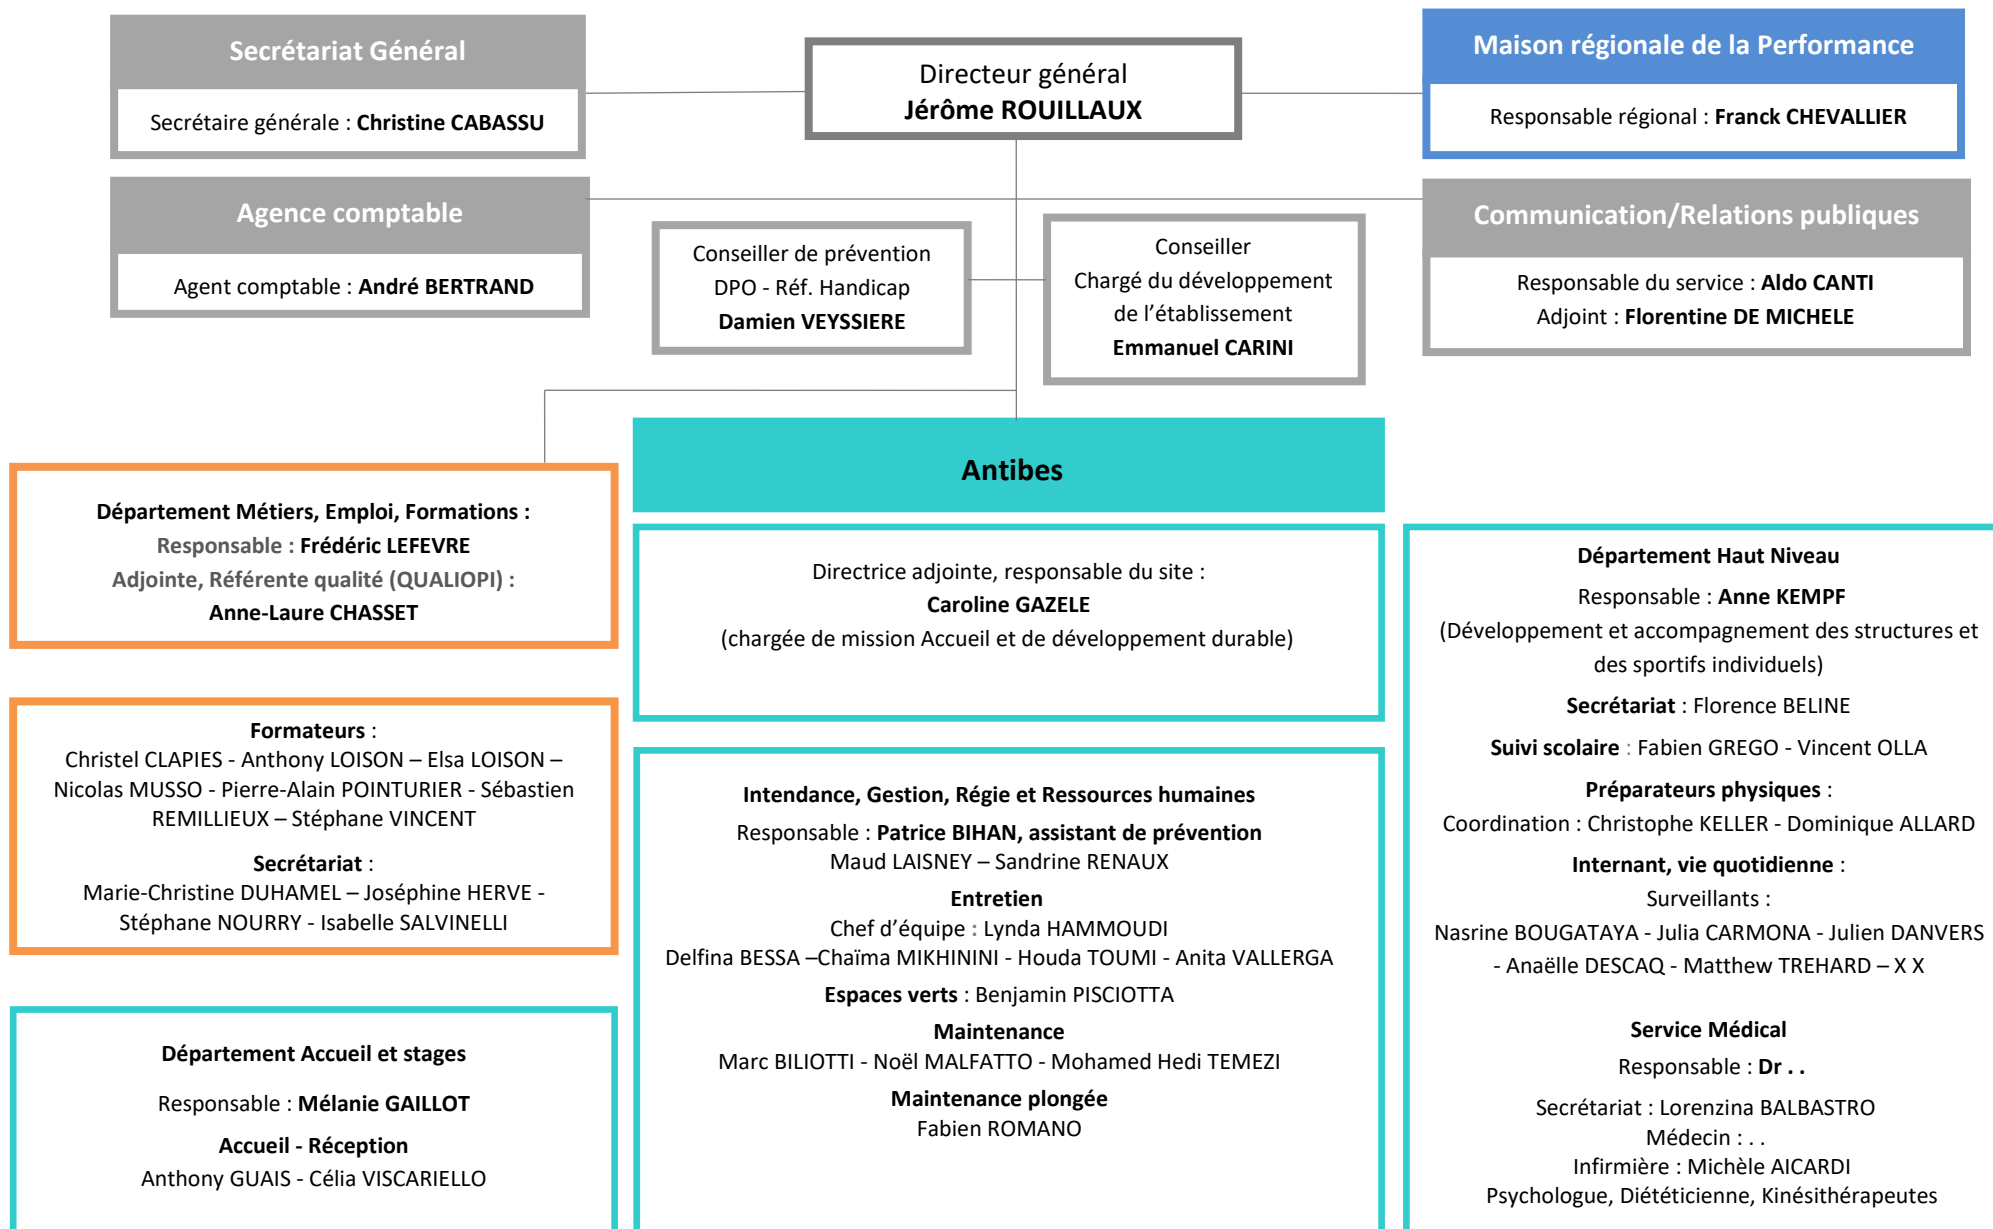 Secrétariat Général
Secrétaire générale : Christine CABASSU
Directeur général
Jérôme ROUILLAUX
Maison régionale de la Performance
Responsable régional : Franck CHEVALLIER
Agence comptable
Agent comptable : André BERTRAND
Conseiller de prévention
DPO - Réf. Handicap
Damien VEYSSIERE
Conseiller
Chargé du développement
de l’établissement
Emmanuel CARINI
Communication/Relations publiques
Responsable du service : Aldo CANTI
Adjoint : Florentine DE MICHELE
Département Métiers, Emploi, Formations :
Responsable : Frédéric LEFEVRE
Adjointe, Référente qualité (QUALIOPI) :
Anne-Laure CHASSET
Formateurs :
Christel CLAPIES - Anthony LOISON – Elsa LOISON –
Nicolas MUSSO - Pierre-Alain POINTURIER - Sébastien
REMILLIEUX – Stéphane VINCENT
Secrétariat :
Marie-Christine DUHAMEL – Joséphine HERVE -
Stéphane NOURRY - Isabelle SALVINELLI
Département Accueil et stages
Responsable : Mélanie GAILLOT
Accueil - Réception
Anthony GUAIS - Célia VISCARIELLO
Antibes
Directrice adjointe, responsable du site :
Caroline GAZELE
(chargée de mission Accueil et de développement durable)
Intendance, Gestion, Régie et Ressources humaines
Responsable : Patrice BIHAN, assistant de prévention
Maud LAISNEY – Sandrine RENAUX
Entretien
Chef d’équipe : Lynda HAMMOUDI
Delfina BESSA –Chaïma MIKHININI - Houda TOUMI - Anita VALLERGA
Espaces verts : Benjamin PISCIOTTA
Maintenance
Marc BILIOTTI - Noël MALFATTO - Mohamed Hedi TEMEZI
Maintenance plongée
Fabien ROMANO
Département Haut Niveau
Responsable : Anne KEMPF
(Développement et accompagnement des structures et
des sportifs individuels)
Secrétariat : Florence BELINE
Suivi scolaire : Fabien GREGO - Vincent OLLA
Préparateurs physiques :
Coordination : Christophe KELLER - Dominique ALLARD
Internant, vie quotidienne :
Surveillants :
Nasrine BOUGATAYA - Julia CARMONA - Julien DANVERS
- Anaëlle DESCAQ - Matthew TREHARD – X X
Service Médical
Responsable : Dr . .
Secrétariat : Lorenzina BALBASTRO
Médecin : . .
Infirmière : Michèle AICARDI
Psychologue, Diététicienne, Kinésithérapeutes